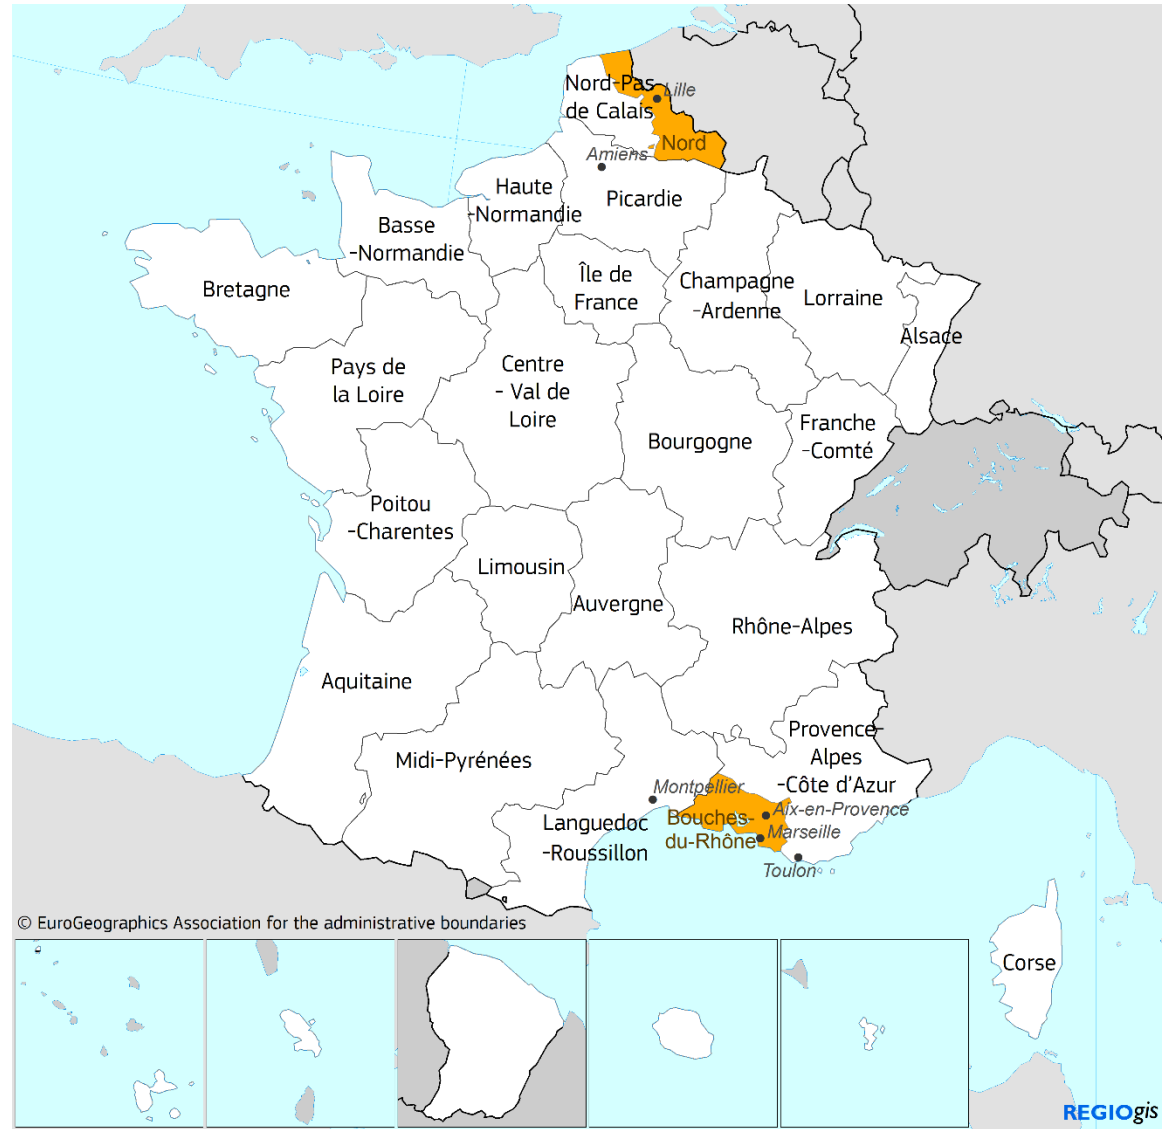 Nord-Pas
de Calais
Lille
Nord
Amiens
Picardie
Haute
-Normandie
Basse
-Normandie
Bretagne
Île de
France
Champagne
-Ardenne
Lorraine
Alsace
Pays de
la Loire
Centre
- Val de
Loire
Bourgogne
Franche
-Comté
Poitou
-Charentes
Limousin
Auvergne
Rhône-Alpes
Aquitaine
Midi-Pyrénées
Provence-
Alpes
-Côte d'Azur
Montpellier
Aix-en-Provence
Bouches-
du-Rhône
Marseille
Languedoc
-Roussillon
Toulon
© EuroGeographics Association for the administrative boundaries
Corse
REGIOgis